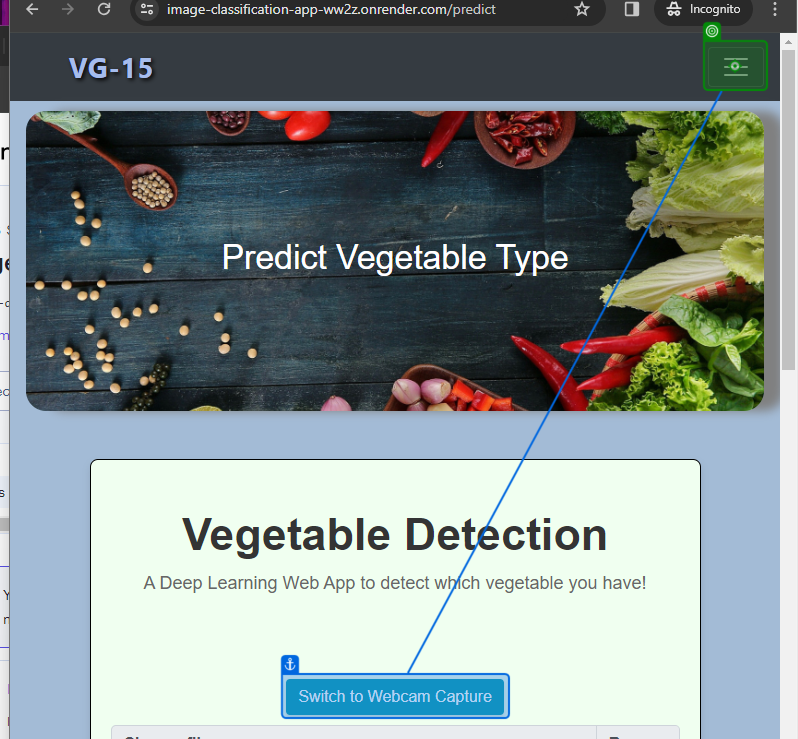 image-classification-app-ww2z.onrender.com/predict
Incognito
VG-15
Predict Vegetable Type
Vegetable Detection
A Deep Learning Web App to detect which vegetable you have!
Switch to Webcam Capture